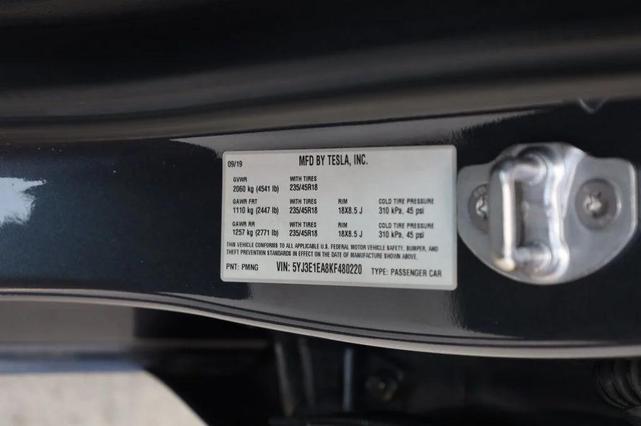 09/19 MFD BY TESLA, INC.
GVWR WITH TIRES
2060 kg (4541 lb) 235/45R18
GAWR FRT WITH TIRES RIM COLD TIRE PRESSURE
1110 kg (2447 lb) 235/45R18 18X8.5 J 310 kPa, 45 psi
GAWR RR WITH TIRES RIM COLD TIRE PRESSURE
1257 kg (2771 lb) 235/45R18 18X8.5 J 310 kPa, 45 psi
THIS VEHICLE CONFORMS TO ALL APPLICABLE U.S. FEDERAL MOTOR VEHICLE SAFETY, BUMPER, AND
THEFT PREVENTION STANDARDS IN EFFECT ON THE DATE OF MANUFACTURE SHOWN ABOVE.
PNT: PMNG VIN: 5YJ3E1EA8KF480220 TYPE: PASSENGER CAR